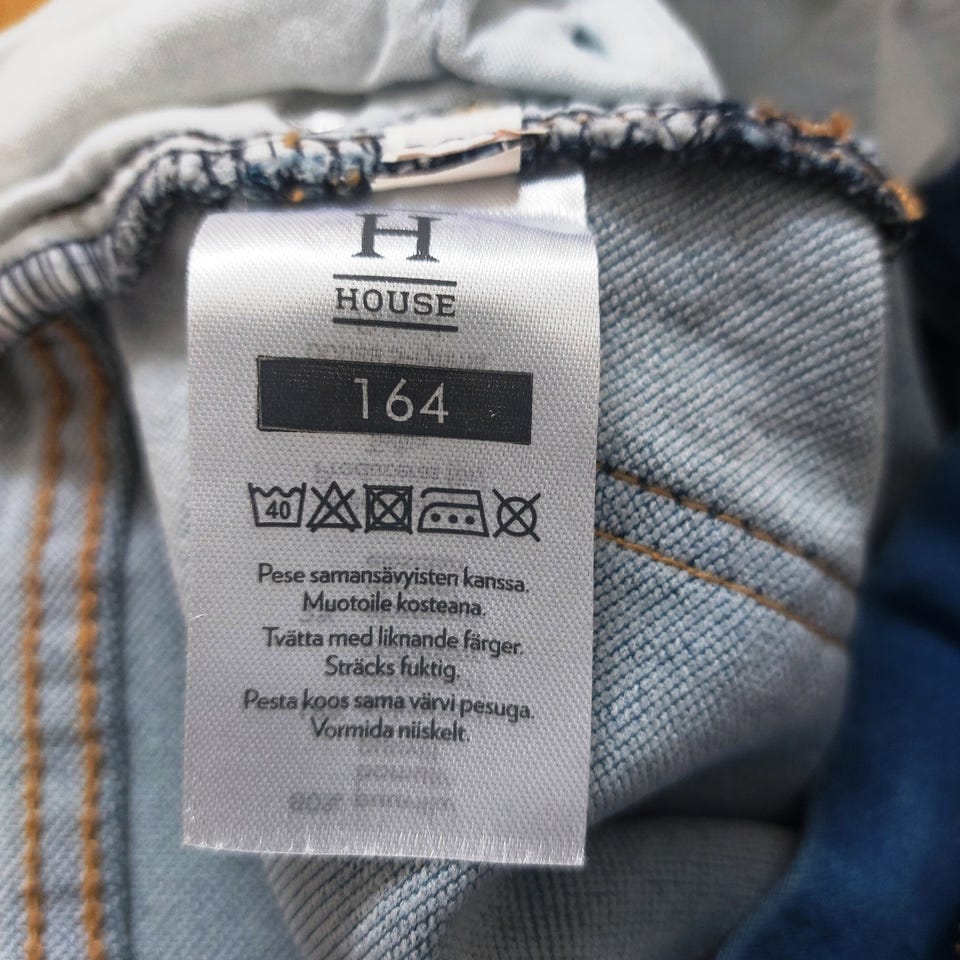 H
HOUSE
164
40
Pese samansävyisten kanssa.
Muotoile kosteana.
Tvätta med liknande färger.
Sträcks fuktig.
Pesta koos sama värvi pesuga.
Vormida niiskelt.